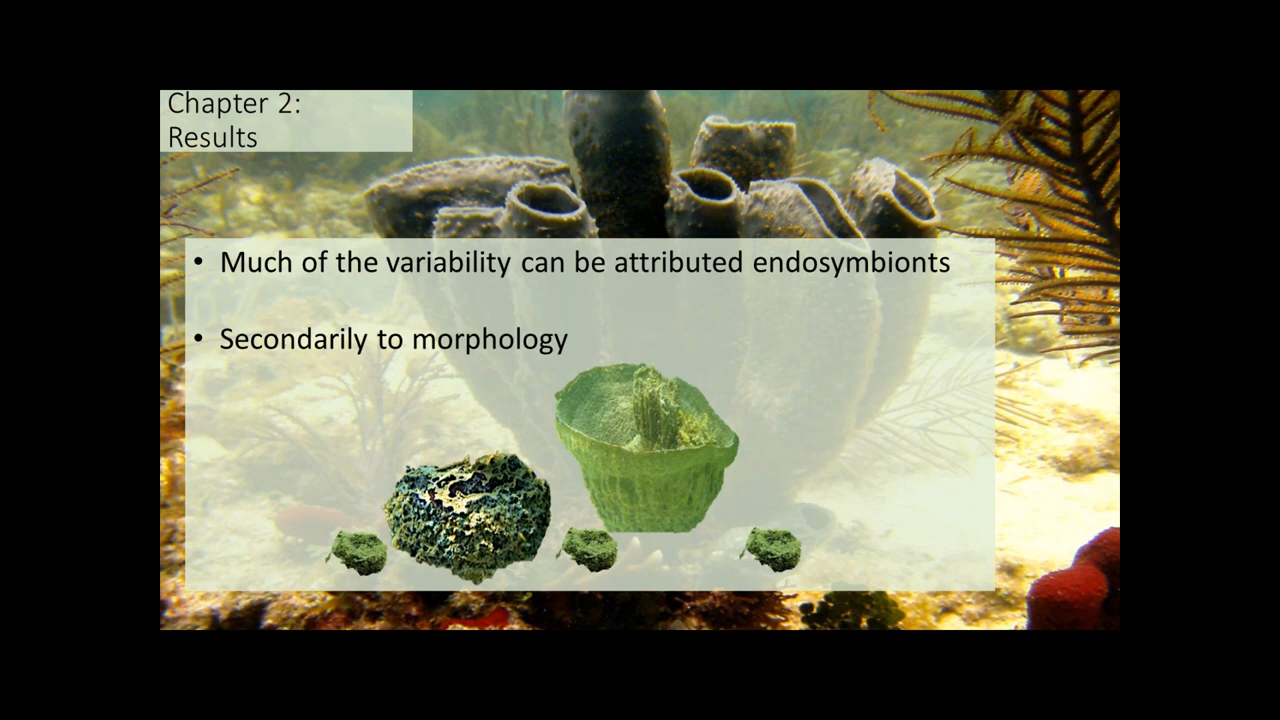 Chapter 2:
Results
• Much of the variability can be attributed endosymbionts
• Secondarily to morphology